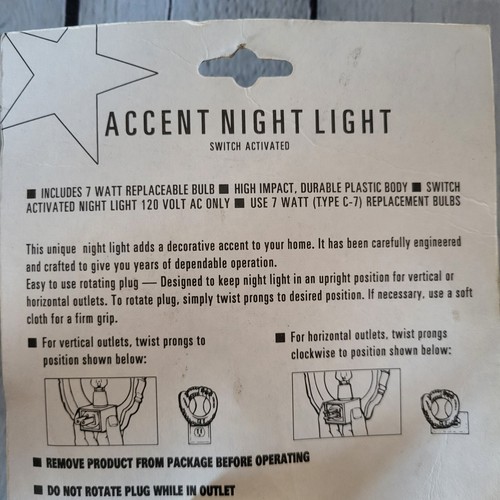 ACCENT NIGHT LIGHT
SWITCH ACTIVATED
■ INCLUDES 7 WATT REPLACEABLE BULB ■ HIGH IMPACT, DURABLE PLASTIC BODY ■ SWITCH
ACTIVATED NIGHT LIGHT 120 VOLT AC ONLY ■ USE 7 WATT (TYPE C-7) REPLACEMENT BULBS
This unique night light adds a decorative accent to your home. It has been carefully engineered
and crafted to give you years of dependable operation.
Easy to use rotating plug — Designed to keep night light in an upright position for vertical or
horizontal outlets. To rotate plug, simply twist prongs to desired position. If necessary, use a soft
cloth for a firm grip.
■ For vertical outlets, twist prongs to
position shown below:
■ For horizontal outlets, twist prongs
clockwise to position shown below:
■ REMOVE PRODUCT FROM PACKAGE BEFORE OPERATING
■ DO NOT ROTATE PLUG WHILE IN OUTLET